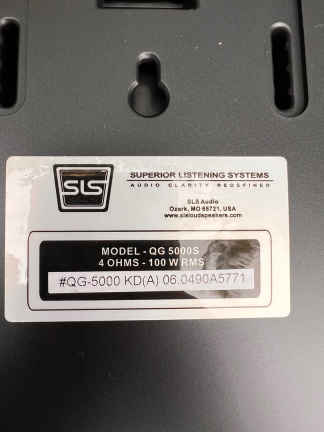 SLS
SUPERIOR LISTENING SYSTEMS
AUDIO CLARITY REDEFINED
SLS Audio
Ozark, MO 65721, USA
www.slsloudspeakers.com
MODEL - QG 5000S
4 OHMS - 100 W RMS
#QG-5000 KD(A) 06.0490A5771